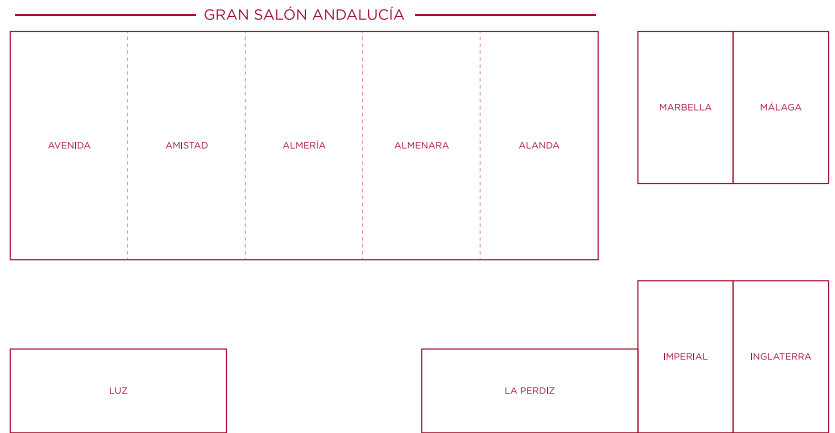 GRAN SALÓN ANDALUCÍA
AVENIDA
AMISTAD
ALMERÍA
ALMENARA
ALANDA
MARBELLA
MÁLAGA
LUZ
LA PERDIZ
IMPERIAL
INGLATERRA